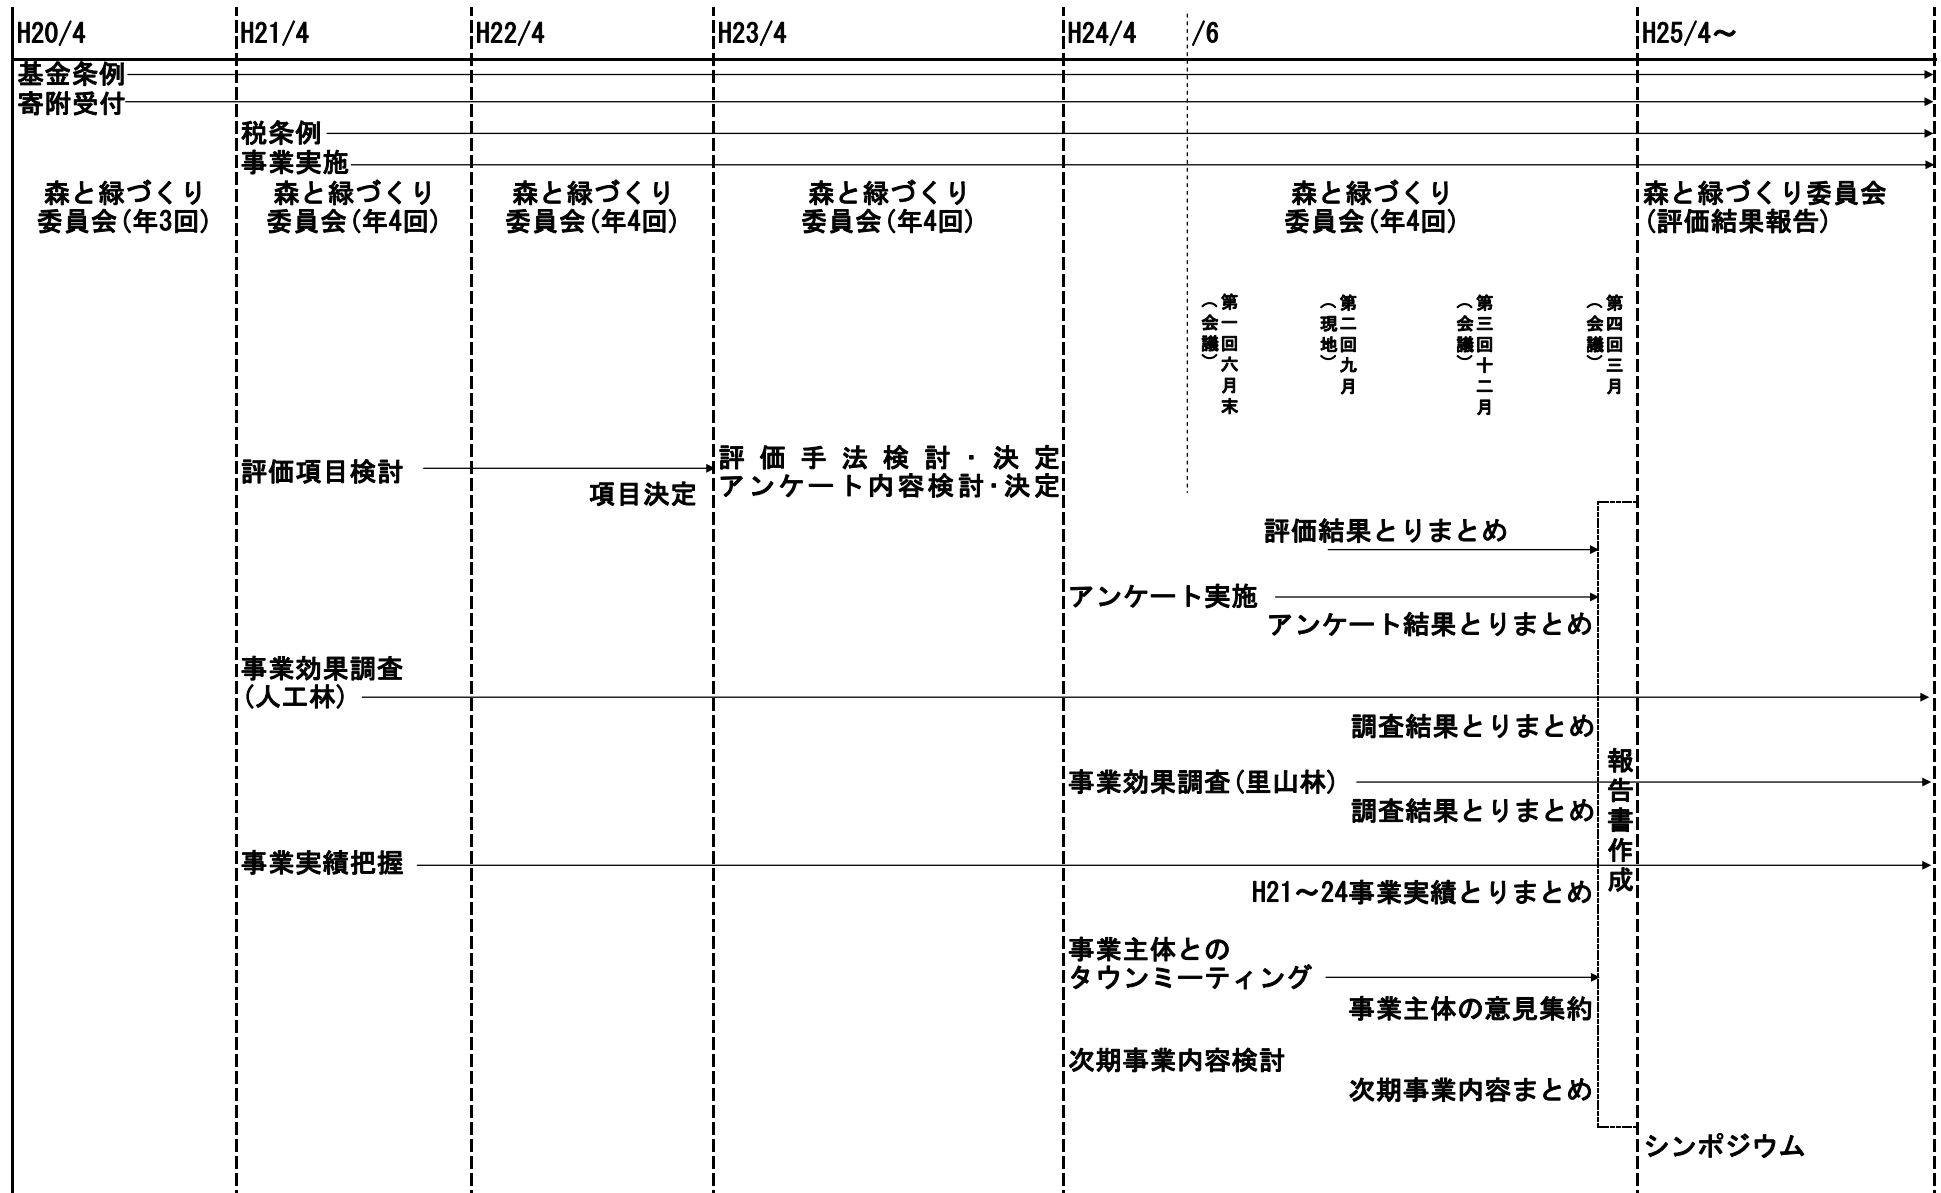 H20/4
H21/4
H22/4
H23/4
H24/4
/6
H25/4～
基金条例
寄附受付
税条例
事業実施
森と緑づくり
委員会(年3回)
森と緑づくり
委員会(年4回)
森と緑づくり
委員会(年4回)
森と緑づくり
委員会(年4回)
森と緑づくり
委員会(年4回)
森と緑づくり委員会
(評価結果報告)
第一回六月末
(会議)
第二回九月
(現地)
第三回十二月
(会議)
第四回三月
(会議)
評価項目検討
項目決定
評価手法検討・決定
アンケート内容検討・決定
評価結果とりまとめ
アンケート実施
アンケート結果とりまとめ
事業効果調査
(人工林)
調査結果とりまとめ
事業効果調査(里山林)
調査結果とりまとめ
報告書作成
事業実績把握
H21～24事業実績とりまとめ
事業主体との
タウンミーティング
事業主体の意見集約
次期事業内容検討
次期事業内容まとめ
シンポジウム